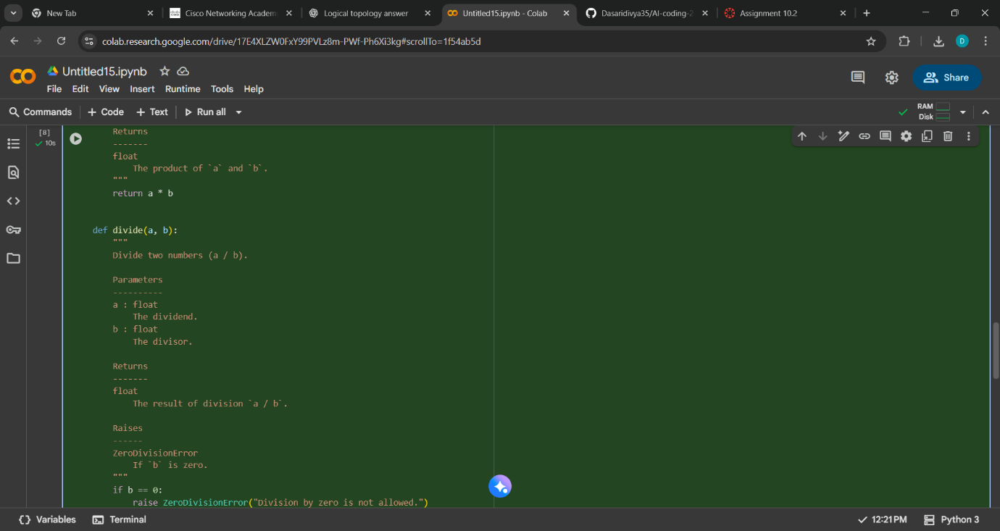 New Tab
Cisco Networking Academ
Logical topology answer
Untitled15.ipynb - Colab
Dasaridivya35/AI-coding-2
Assignment 10.2
colab.research.google.com/drive/17E4XLZW0FxY99PVLz8m-PWf-Ph6Xi3kg#scrollTo=1f54ab5d
D
CO
Untitled15.ipynb
File Edit View Insert Runtime Tools Help
Share
Commands + Code + Text Run all
RAM
Disk
[8]
10s
Returns
-------
float
The product of `a` and `b`.
"""
return a * b
def divide(a, b):
"""
Divide two numbers (a / b).
Parameters
----------
a : float
The dividend.
b : float
The divisor.
Returns
-------
float
The result of division `a / b`.
Raises
------
ZeroDivisionError
If `b` is zero.
"""
if b == 0:
raise ZeroDivisionError("Division by zero is not allowed.")
{} Variables Terminal
12:21 PM Python 3